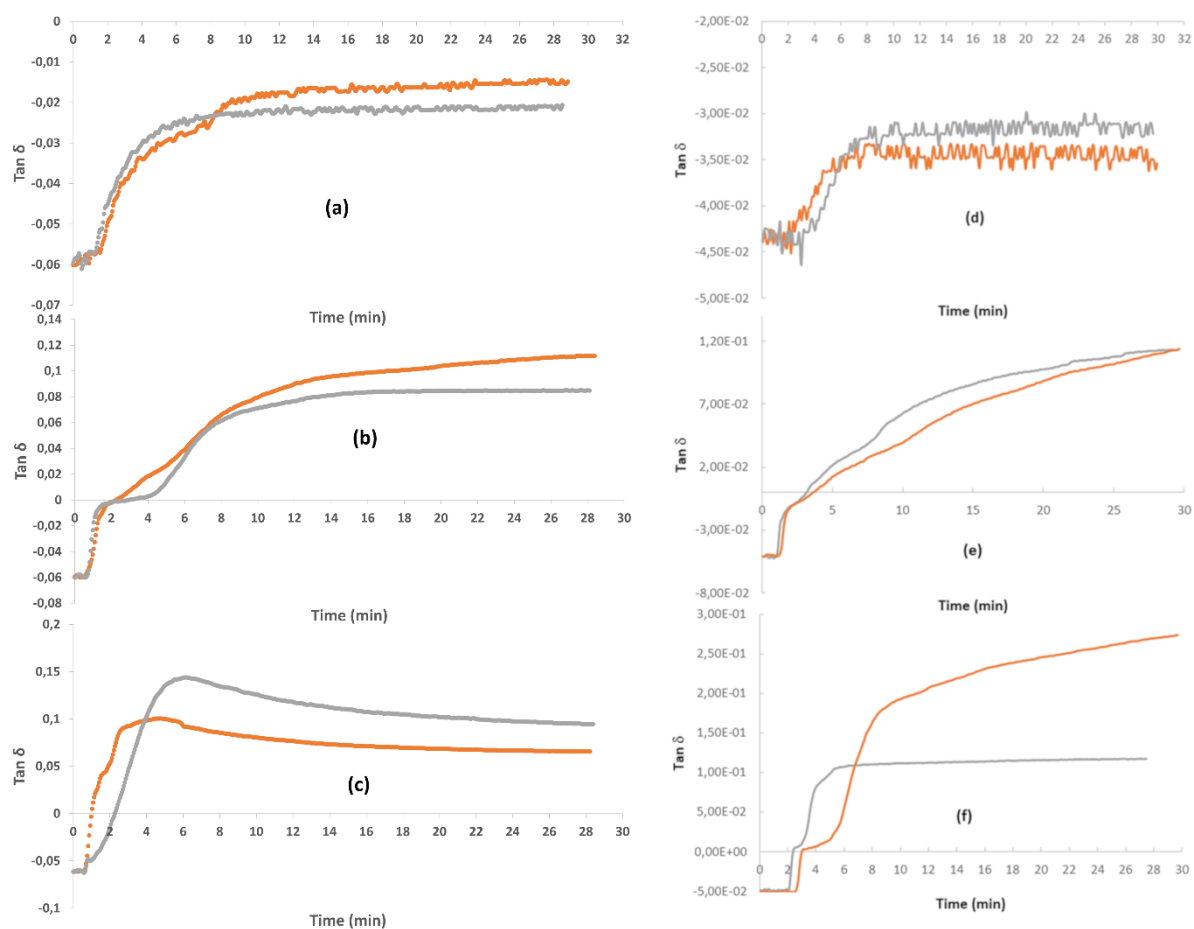 0
0 2 4 6 8 10 12 14 16 18 20 22 24 26 28 30 32
-0,01
-0,02
-0,03
-0,04
-0,05
-0,06
-0,07
Tan δ
(a)
Time (min)
0,14
0,12
0,1
0,08
0,06
0,04
0,02
0
-0,02
-0,04
-0,06
-0,08
0 2 4 6 8 10 12 14 16 18 20 22 24 26 28 30
Tan δ
(b)
Time (min)
0,2
0,15
0,1
0,05
0
-0,05
-0,1
0 2 4 6 8 10 12 14 16 18 20 22 24 26 28 30
Tan δ
(c)
Time (min)
-2,00E-02
0 2 4 6 8 10 12 14 16 18 20 22 24 26 28 30 32
-2,50E-02
-3,00E-02
-3,50E-02
-4,00E-02
-4,50E-02
-5,00E-02
Tan δ
(d)
Time (min)
1,20E-01
7,00E-02
2,00E-02
-3,00E-02
-8,00E-02
0 5 10 15 20 25 30
Tan δ
(e)
Time (min)
3,00E-01
2,50E-01
2,00E-01
1,50E-01
1,00E-01
5,00E-02
0,00E+00
-5,00E-02
0 2 4 6 8 10 12 14 16 18 20 22 24 26 28 30
Tan δ
(f)
Time (min)